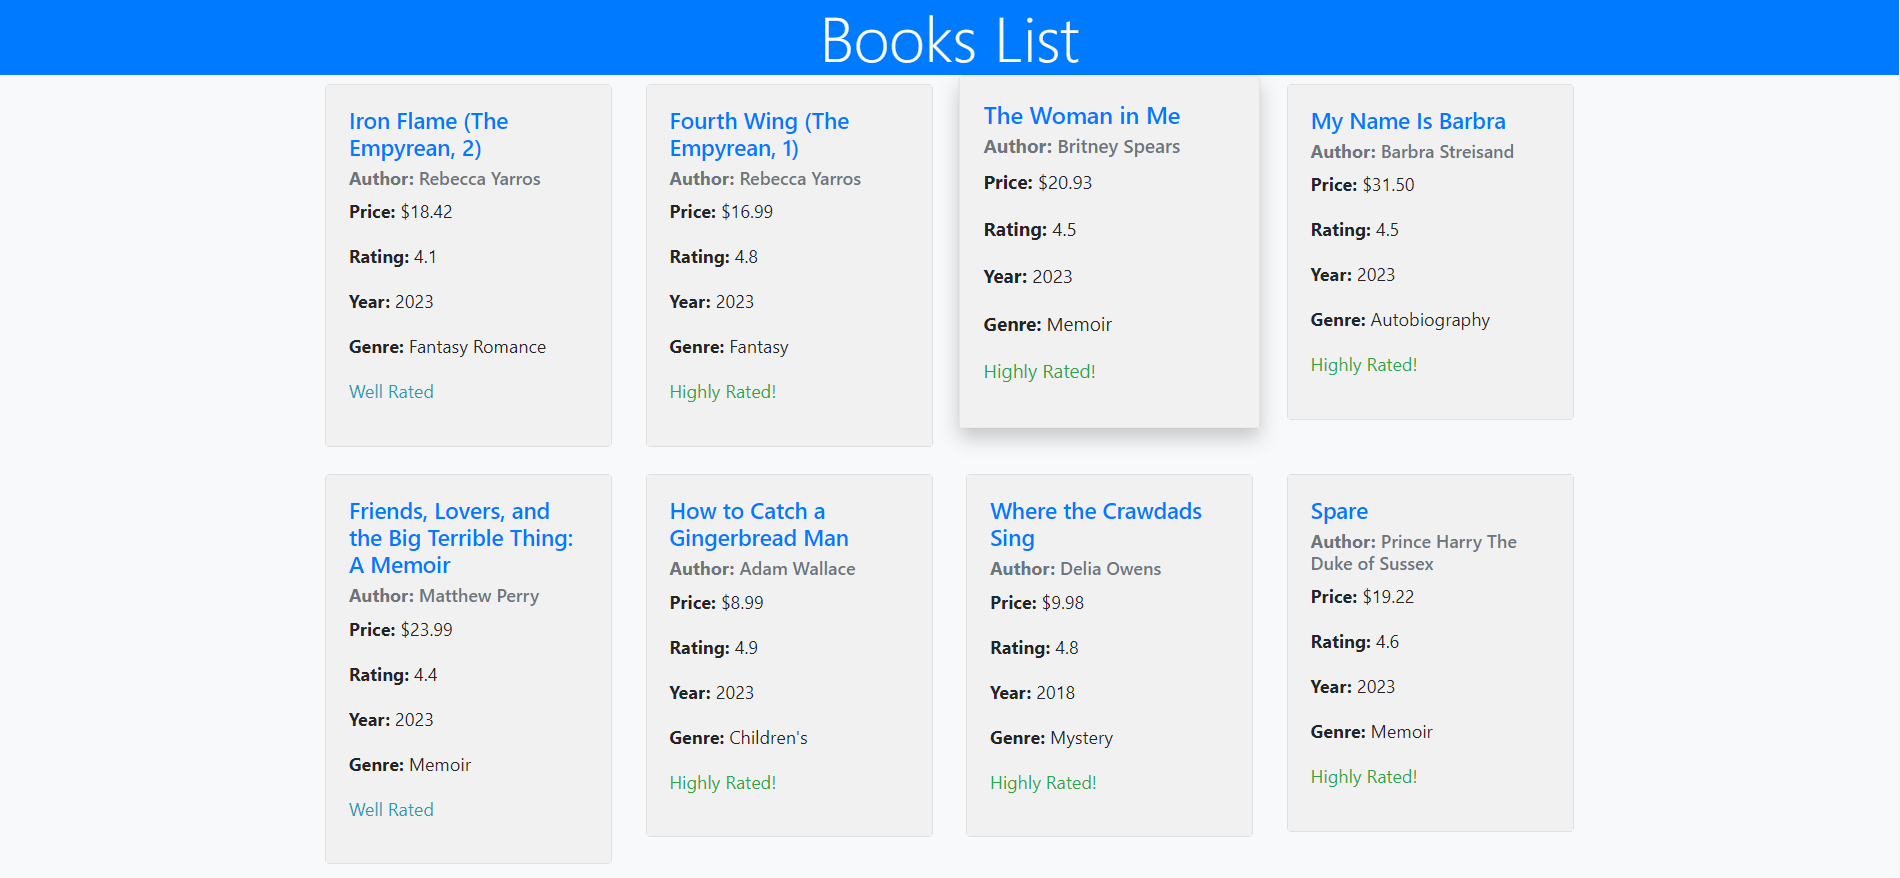 Books List
Iron Flame (The
Empyrean, 2)
Author: Rebecca Yarros
Price: $18.42
Rating: 4.1
Year: 2023
Genre: Fantasy Romance
Well Rated
Fourth Wing (The
Empyrean, 1)
Author: Rebecca Yarros
Price: $16.99
Rating: 4.8
Year: 2023
Genre: Fantasy
Highly Rated!
The Woman in Me
Author: Britney Spears
Price: $20.93
Rating: 4.5
Year: 2023
Genre: Memoir
Highly Rated!
My Name Is Barbra
Author: Barbra Streisand
Price: $31.50
Rating: 4.5
Year: 2023
Genre: Autobiography
Highly Rated!
Friends, Lovers, and
the Big Terrible Thing:
A Memoir
Author: Matthew Perry
Price: $23.99
Rating: 4.4
Year: 2023
Genre: Memoir
Well Rated
How to Catch a
Gingerbread Man
Author: Adam Wallace
Price: $8.99
Rating: 4.9
Year: 2023
Genre: Children's
Highly Rated!
Where the Crawdads
Sing
Author: Delia Owens
Price: $9.98
Rating: 4.8
Year: 2018
Genre: Mystery
Highly Rated!
Spare
Author: Prince Harry The
Duke of Sussex
Price: $19.22
Rating: 4.6
Year: 2023
Genre: Memoir
Highly Rated!